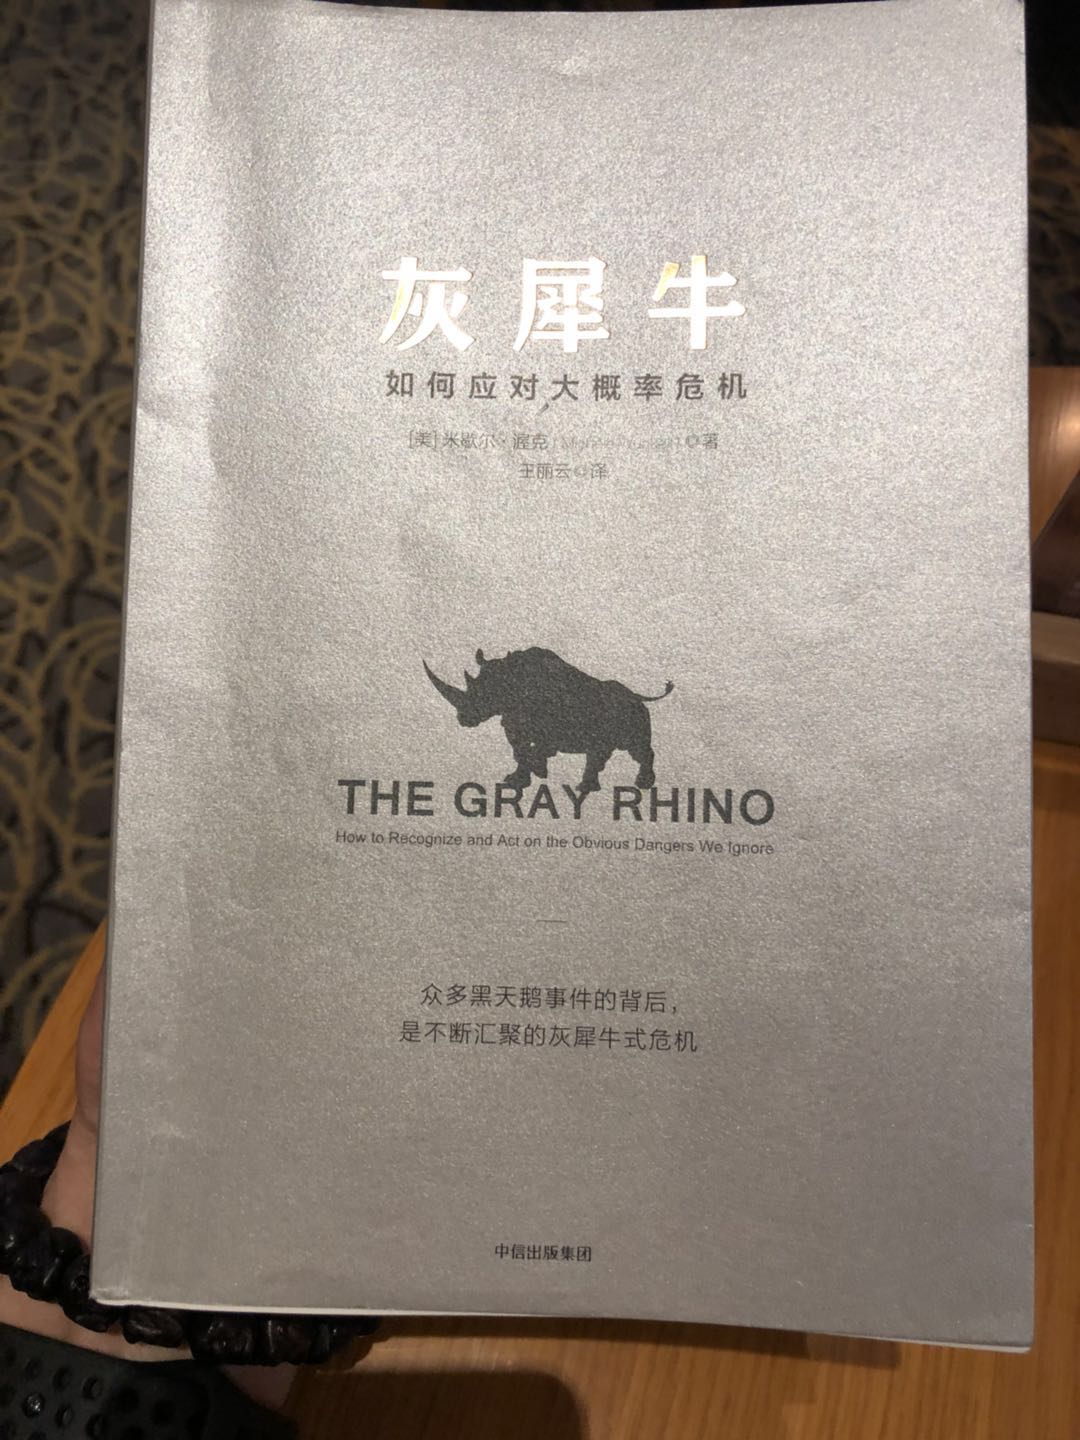 灰犀牛
如何应对大概率危机
[美]米歇尔·渥克 著
王丽云◎译
THE GRAY RHINO
How to Recognize and Act on the Obvious Dangers We Ignore
众多黑天鹅事件的背后，
是不断汇聚的灰犀牛式危机
中信出版集团